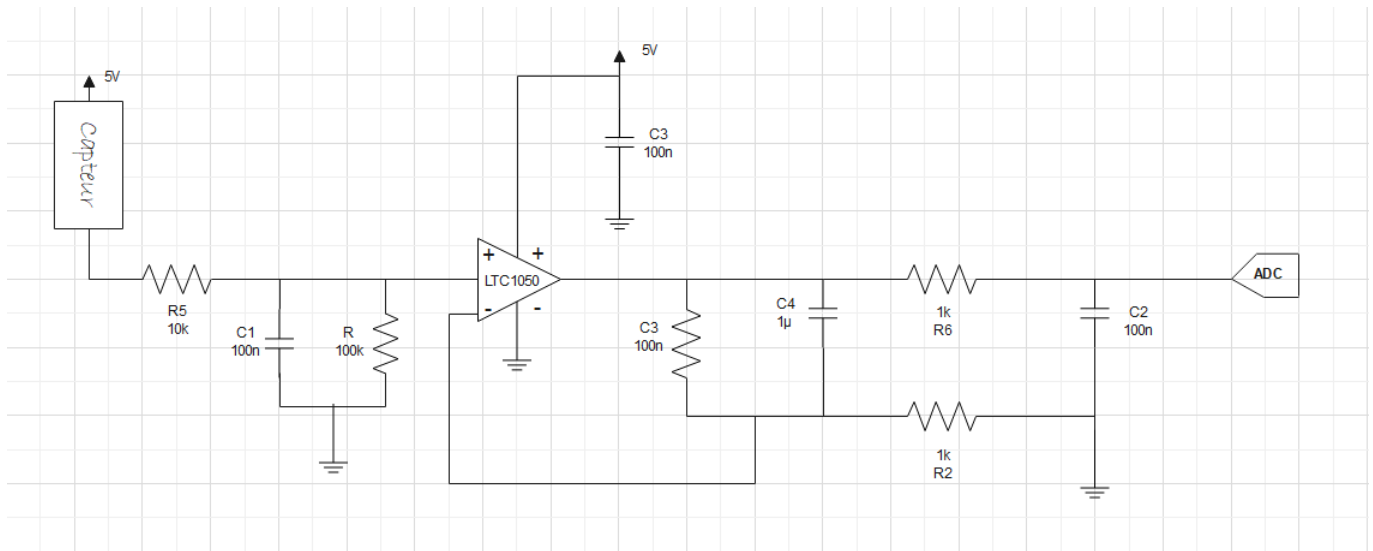 5V
5V
Capteur
C3
100n
+
+
LTC1050
-
-
R5
10k
C1
100n
R
100k
C3
100n
C4
1µ
1k
R6
C2
100n
ADC
1k
R2